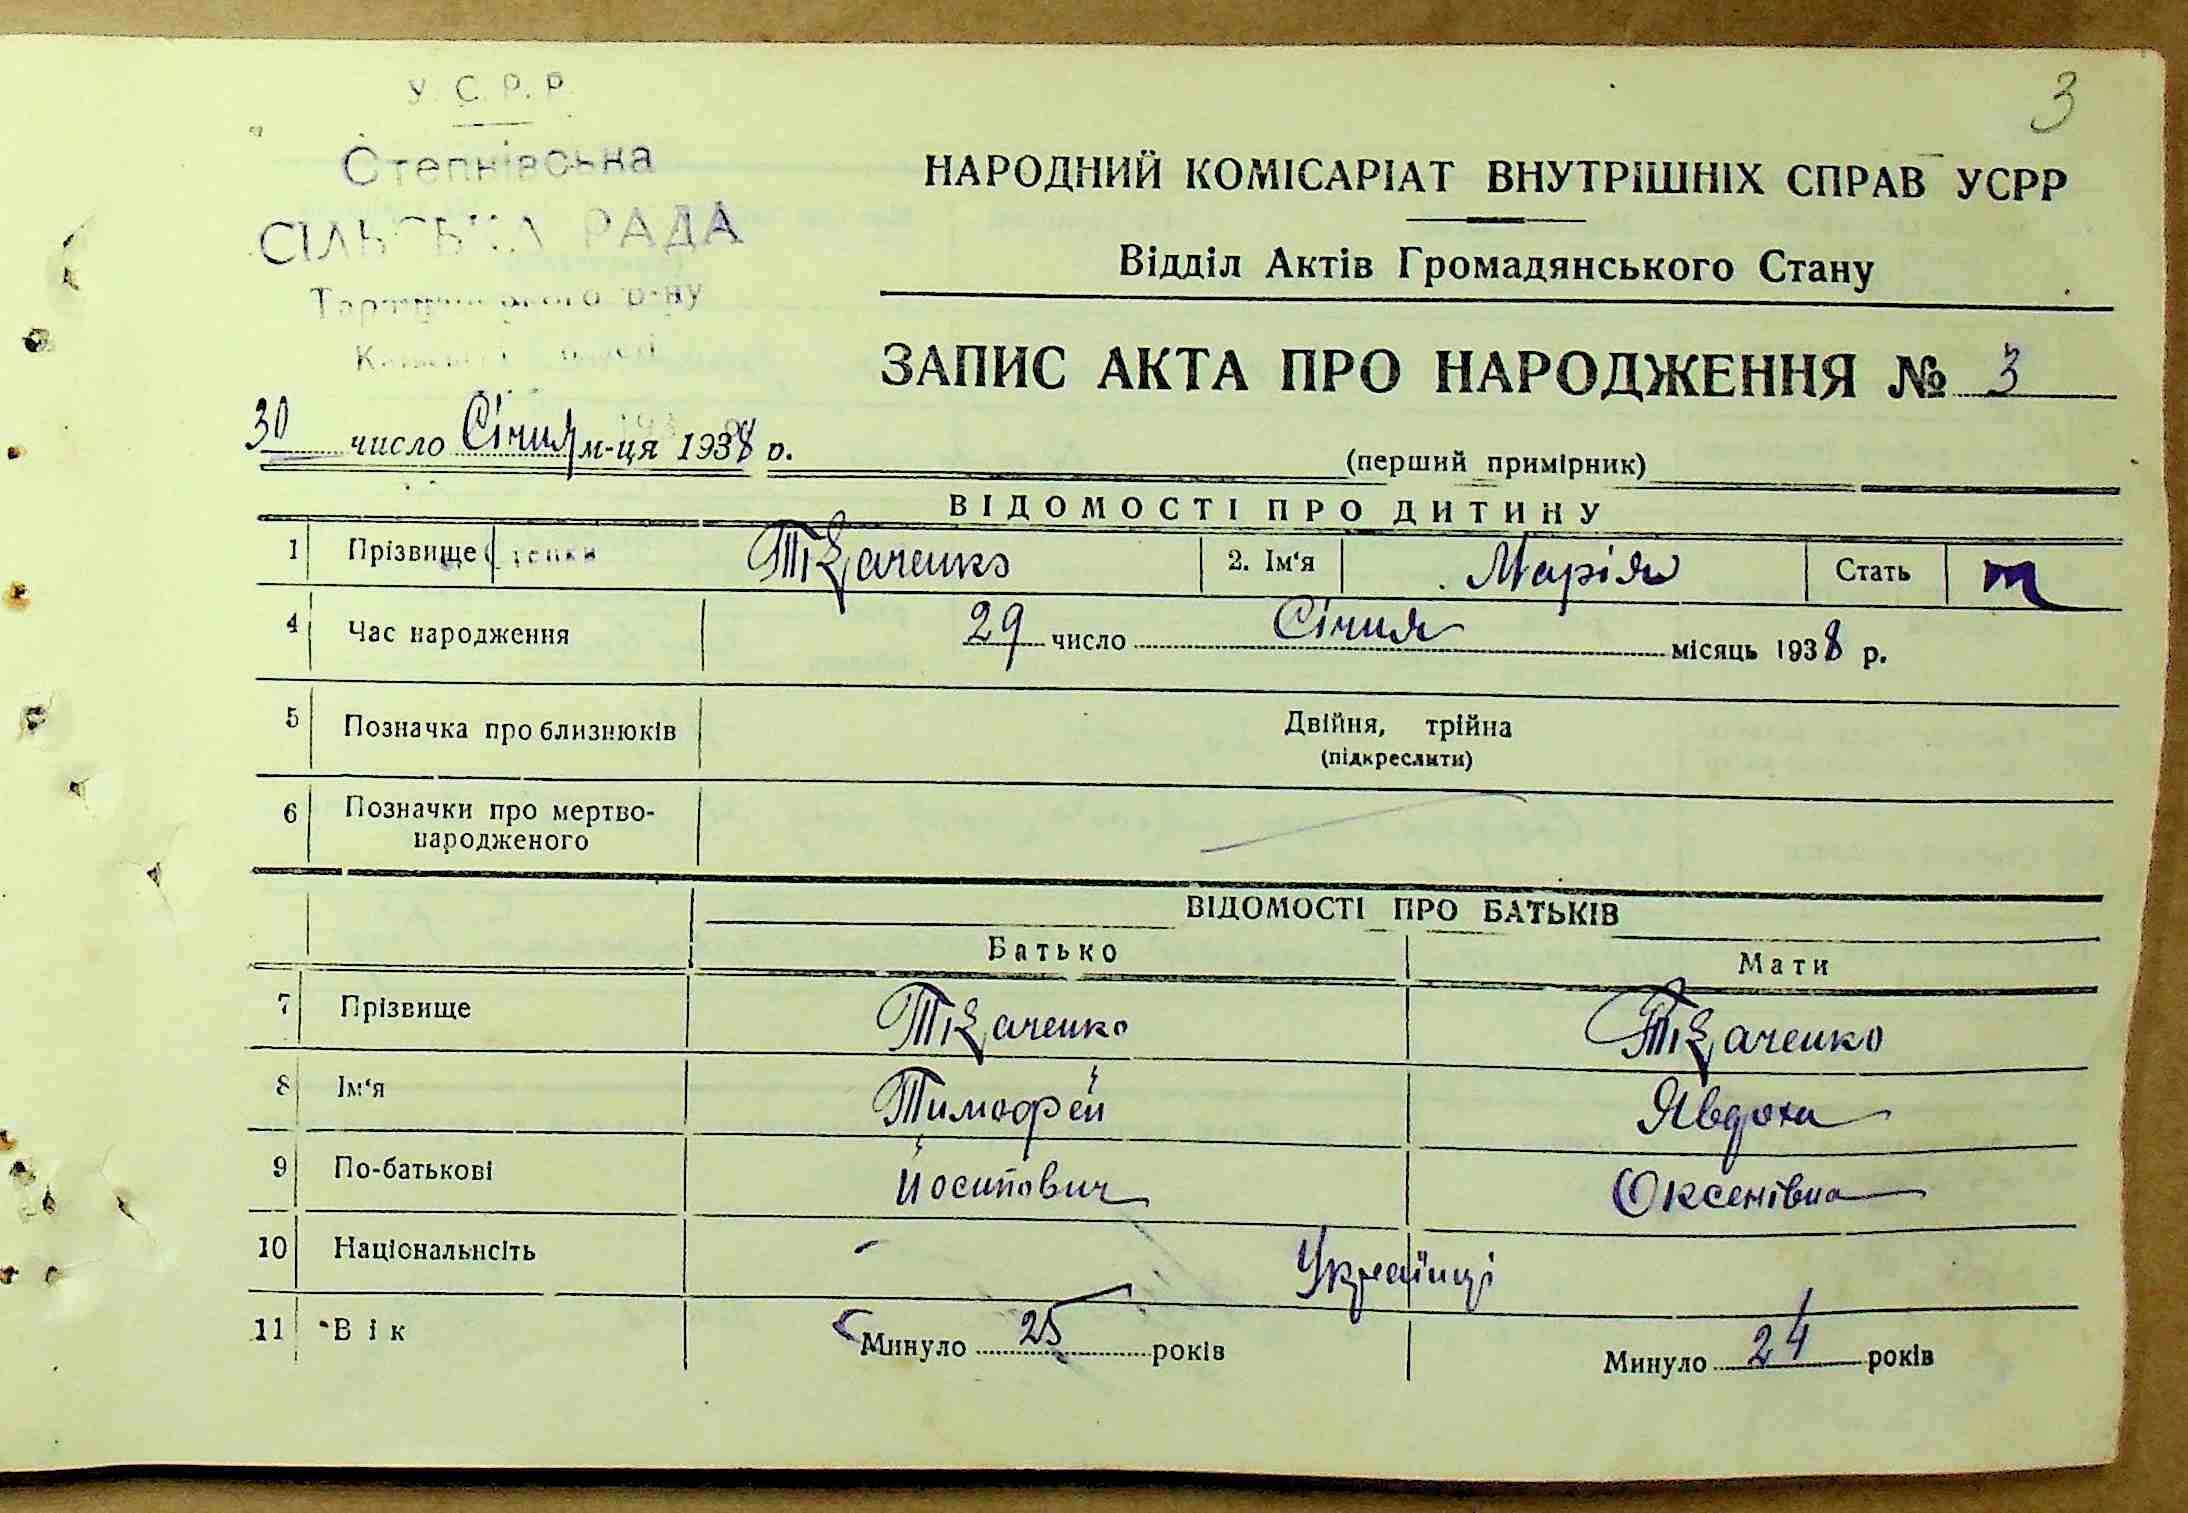 3
У. С. Р. Р.
Степнівська
СІЛЬСЬКА РАДА
р-ну
НАРОДНИЙ КОМІСАРІАТ ВНУТРІШНІХ СПРАВ УСРР
Відділ Актів Громадянського Стану
ЗАПИС АКТА ПРО НАРОДЖЕННЯ № 3
30 число Січня м-ця 1938 р.
(перший примірник)
ВІДОМОСТІ ПРО ДИТИНУ
1 Прізвище Ткаченко 2. Ім'я Марія Стать
4 Час народження 29 число Січня місяць 1938 р.
5 Позначка про близнюків Двійня, трійна
(підкреслити)
6 Позначки про мертво-
народженого
ВІДОМОСТІ ПРО БАТЬКІВ
Батько Мати
7 Прізвище Ткаченко Ткаченко
8 Ім'я Тимофей Явдоха
9 По-батькові Йосипович Оксенівна
10 Національнсіть Українці
11 Вік Минуло 25 років Минуло 24 років